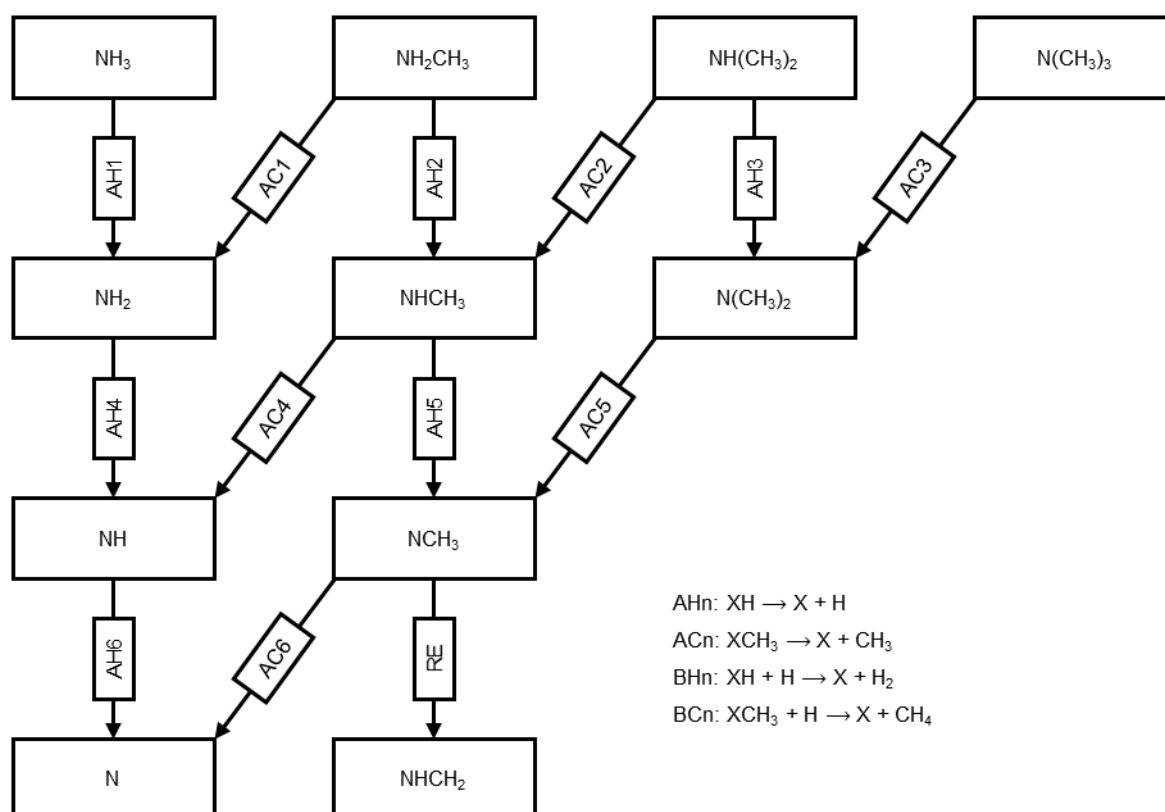 NH₃ NH₂CH₃ NH(CH₃)₂ N(CH₃)₃
AH1 AC1 AH2 AC2 AH3 AC3
NH₂ NHCH₃ N(CH₃)₂
AH4 AC4 AH5 AC5
NH NCH₃
AH6 AC6 RE
N NHCH₂
AHn: XH → X + H
ACn: XCH₃ → X + CH₃
BHn: XH + H → X + H₂
BCn: XCH₃ + H → X + CH₄